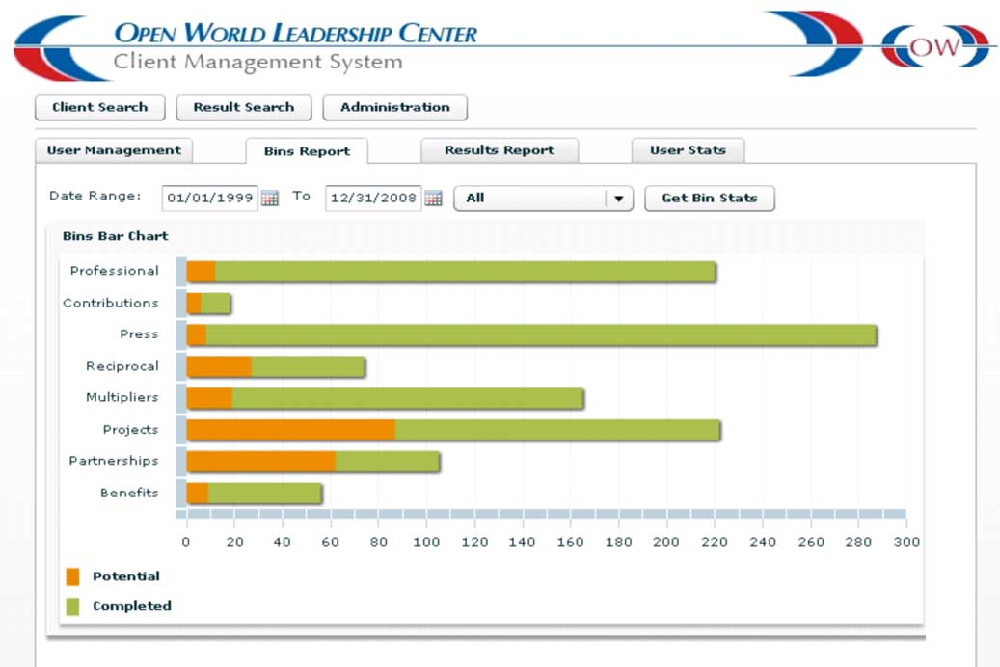 OPEN WORLD LEADERSHIP CENTER
OW
Client Management System
Client Search Result Search Administration
User Management Bins Report Results Report User Stats
Date Range: 01/01/1999 To 12/31/2008 All Get Bin Stats
Bins Bar Chart
Professional
Contributions
Press
Reciprocal
Multipliers
Projects
Partnerships
Benefits
0 20 40 60 80 100 120 140 160 180 200 220 240 260 280 300
Potential
Completed